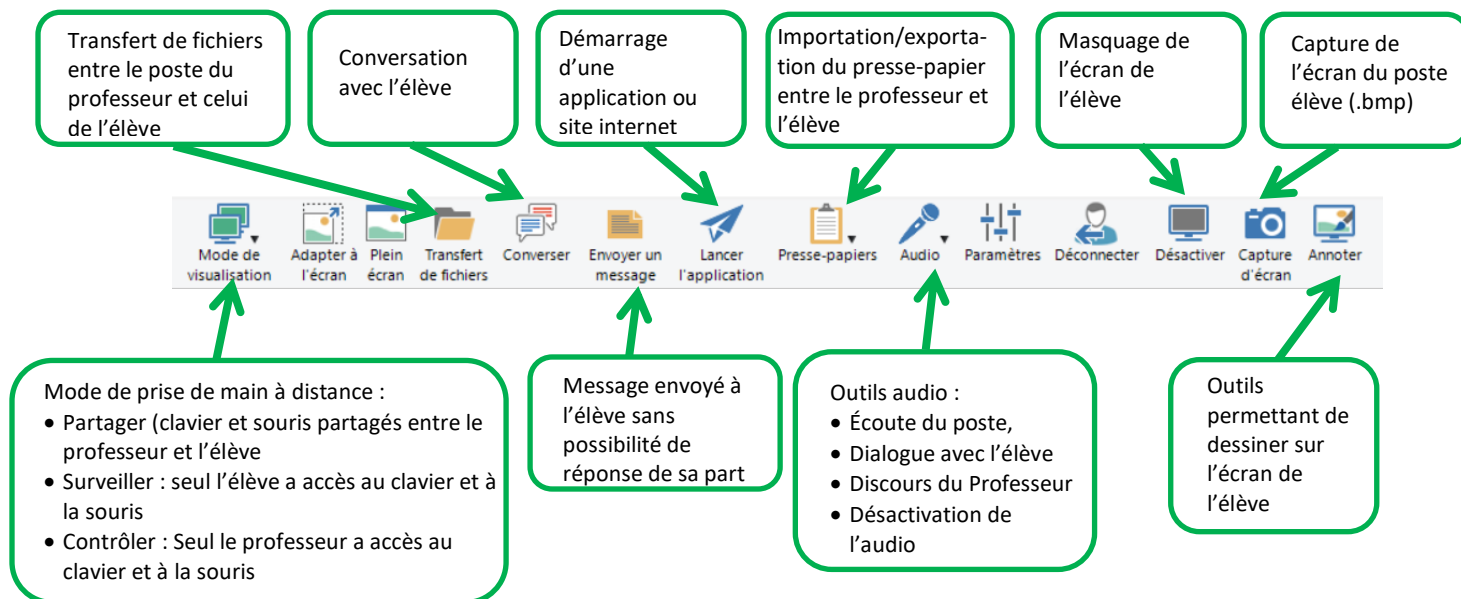 Transfert de fichiers
entre le poste du
professeur et celui
de l'élève
Conversation
avec l'élève
Démarrage
d'une
application ou
site internet
Importation/exporta-
tion du presse-papier
entre le professeur et
l'élève
Masquage de
l'écran de
l'élève
Capture de
l'écran du poste
élève (.bmp)
Mode de
visualisation
Adapter à
l'écran
Plein
écran
Transfert
de fichiers
Converser
Envoyer un
message
Lancer
l'application
Presse-papiers
Audio
Paramètres
Déconnecter
Désactiver
Capture
d'écran
Annoter
Mode de prise de main à distance :
• Partager (clavier et souris partagés entre le
professeur et l'élève
• Surveiller : seul l'élève a accès au clavier et à
la souris
• Contrôler : Seul le professeur a accès au
clavier et à la souris
Message envoyé à
l'élève sans
possibilité de
réponse de sa part
Outils audio :
• Écoute du poste,
• Dialogue avec l'élève
• Discours du Professeur
• Désactivation de
l'audio
Outils
permettant de
dessiner sur
l'écran de
l'élève